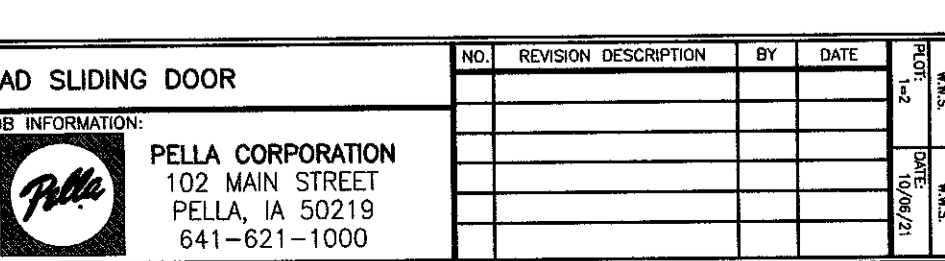 AD SLIDING DOOR
OB INFORMATION:
Pella
PELLA CORPORATION
102 MAIN STREET
PELLA, IA 50219
641-621-1000
NO. REVISION DESCRIPTION BY DATE
PLOT:
1=2
W.W.S.
DATE:
10/06/21
W.W.S.